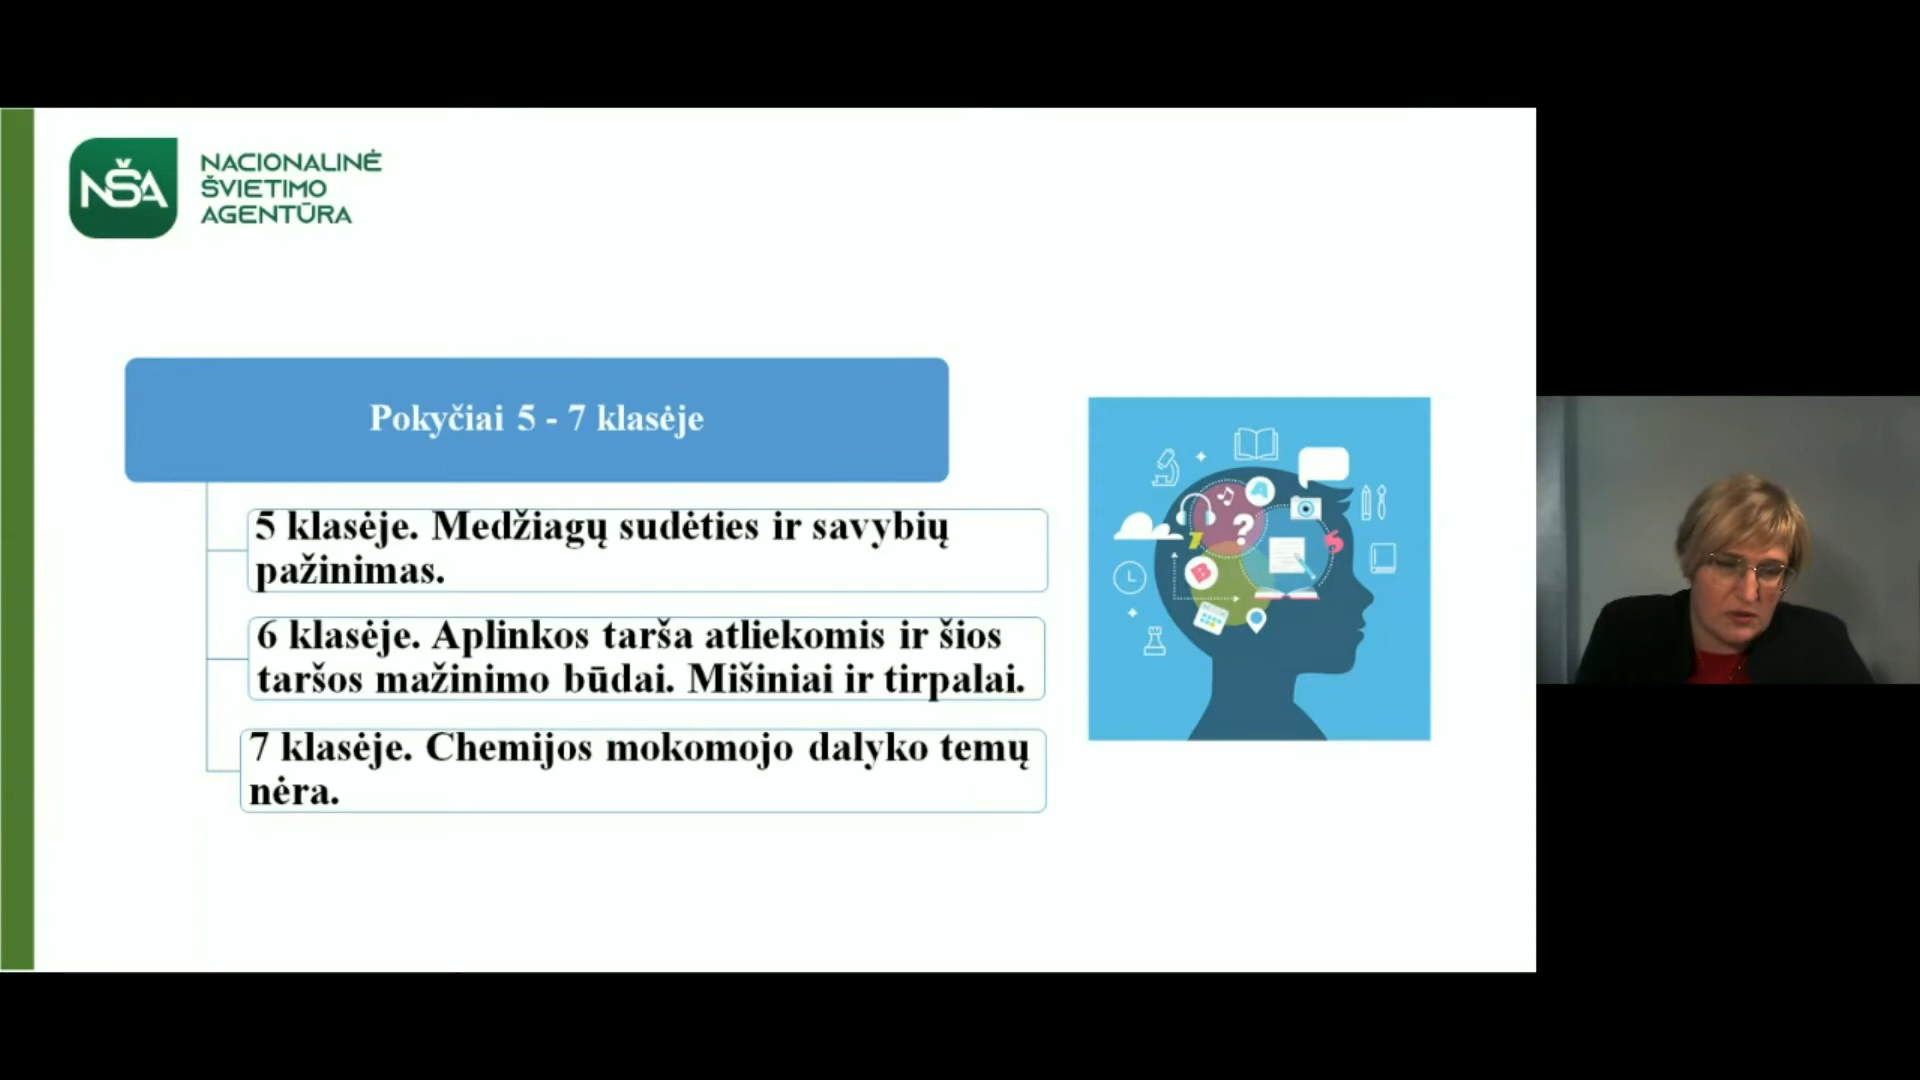 NŠA
NACIONALINĖ
ŠVIETIMO
AGENTŪRA
Pokyčiai 5 - 7 klasėje
5 klasėje. Medžiagų sudėties ir savybių
pažinimas.
6 klasėje. Aplinkos tarša atliekomis ir šios
taršos mažinimo būdai. Mišiniai ir tirpalai.
7 klasėje. Chemijos mokomojo dalyko temų
nėra.
A
?
B